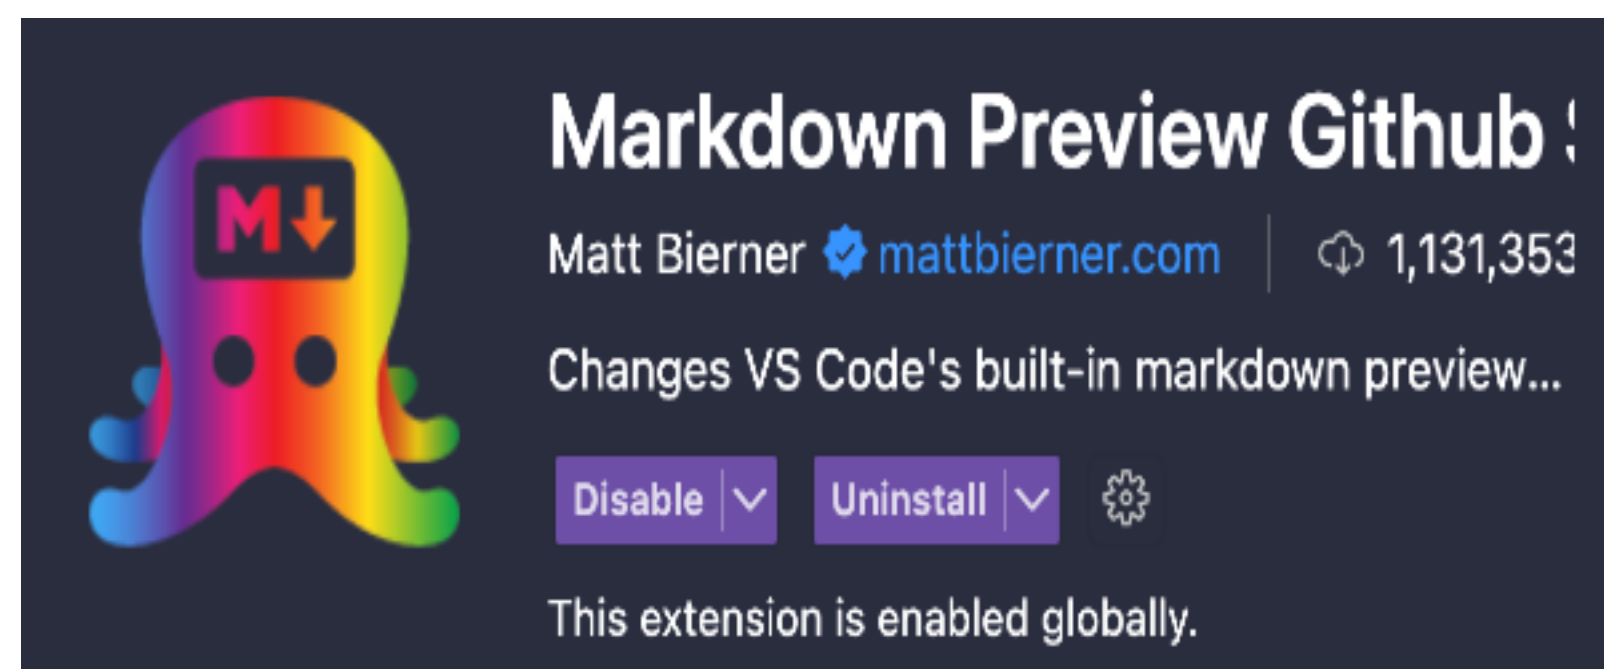 M
Markdown Preview Github
Matt Bierner mattbierner.com 1,131,353
Changes VS Code's built-in markdown preview...
Disable Uninstall
This extension is enabled globally.